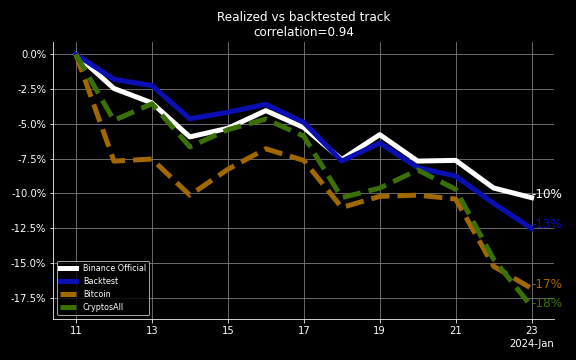 Realized vs backtested track
correlation=0.94
0.0%
-2.5%
-5.0%
-7.5%
-10.0%
-12.5%
-15.0%
-17.5%
-10%
-13%
-17%
-18%
Binance Official
Backtest
Bitcoin
CryptosAll
11 13 15 17 19 21 23
2024-Jan